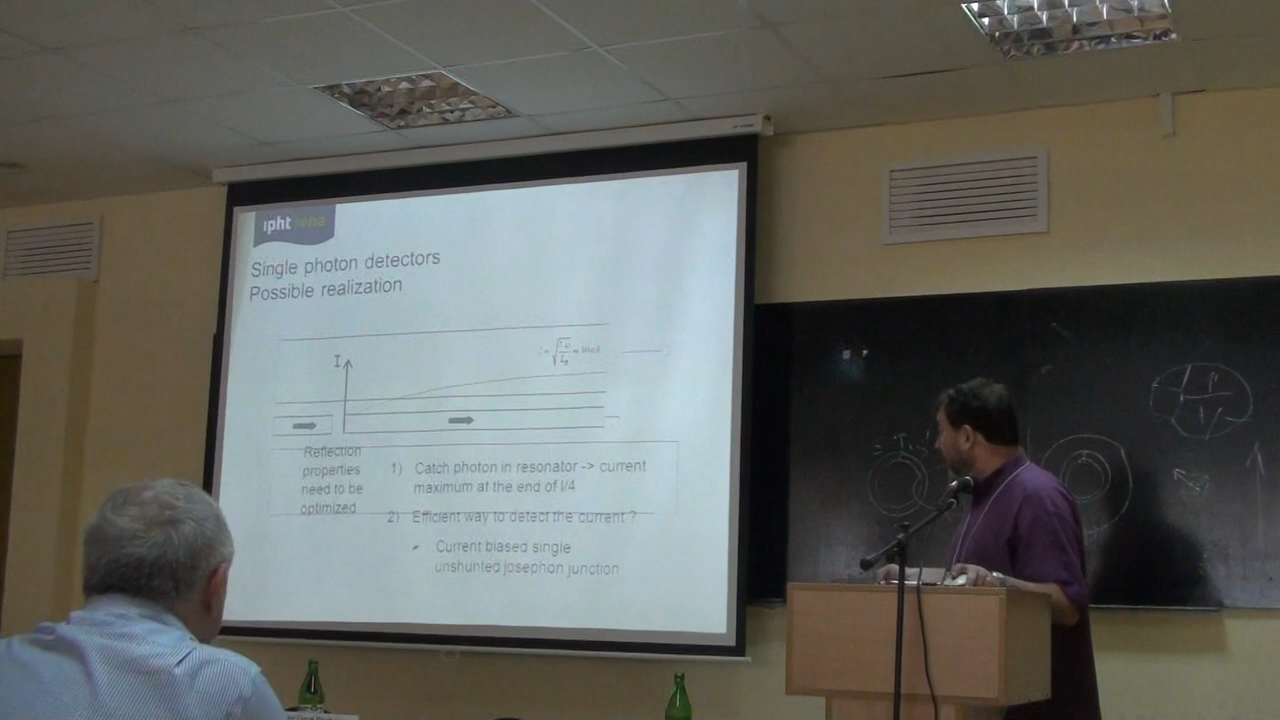 ipht jena
Single photon detectors
Possible realization
I
Reflection
properties
need to be
optimized
1) Catch photon in resonator -> current
maximum at the end of l/4
2) Efficient way to detect the current ?
Current biased single
unshunted josephon junction